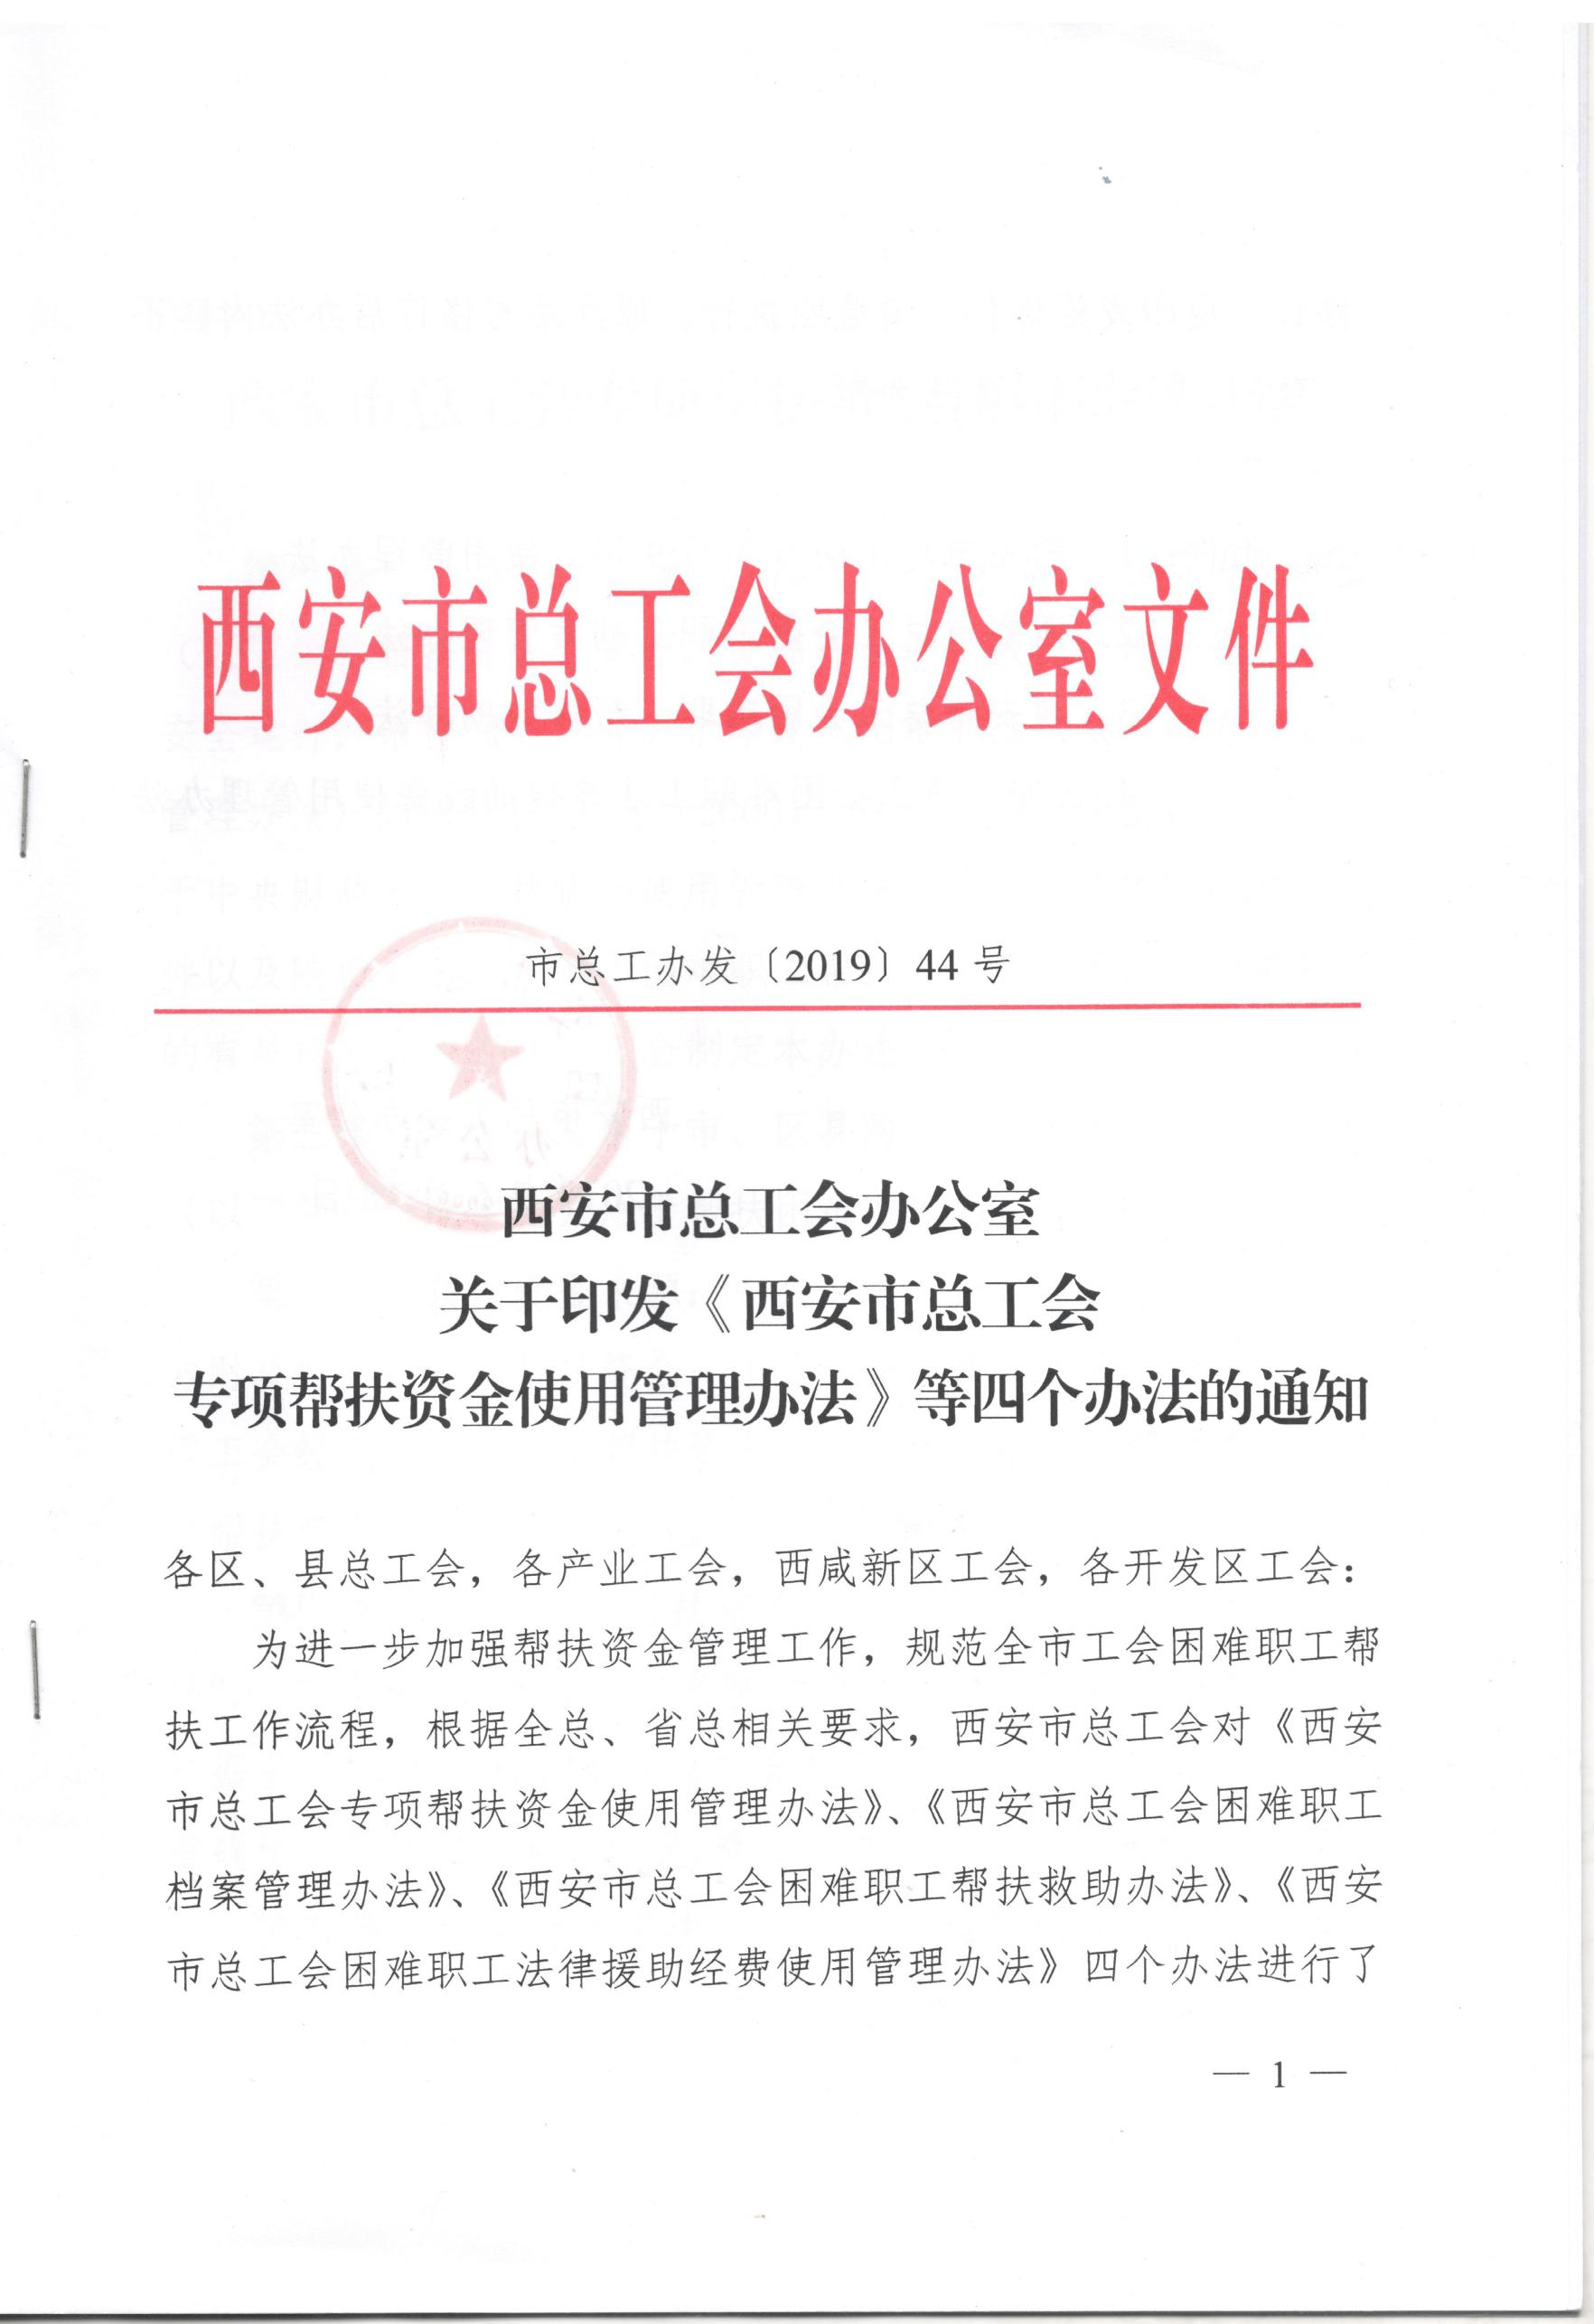 西安市总工会办公室文件
市总工办发〔2019〕44 号
西安市总工会办公室
关于印发《西安市总工会
专项帮扶资金使用管理办法》等四个办法的通知
各区、县总工会，各产业工会，西咸新区工会，各开发区工会：
为进一步加强帮扶资金管理工作，规范全市工会困难职工帮
扶工作流程，根据全总、省总相关要求，西安市总工会对《西安
市总工会专项帮扶资金使用管理办法》、《西安市总工会困难职工
档案管理办法》、《西安市总工会困难职工帮扶救助办法》、《西安
市总工会困难职工法律援助经费使用管理办法》四个办法进行了
— 1 —